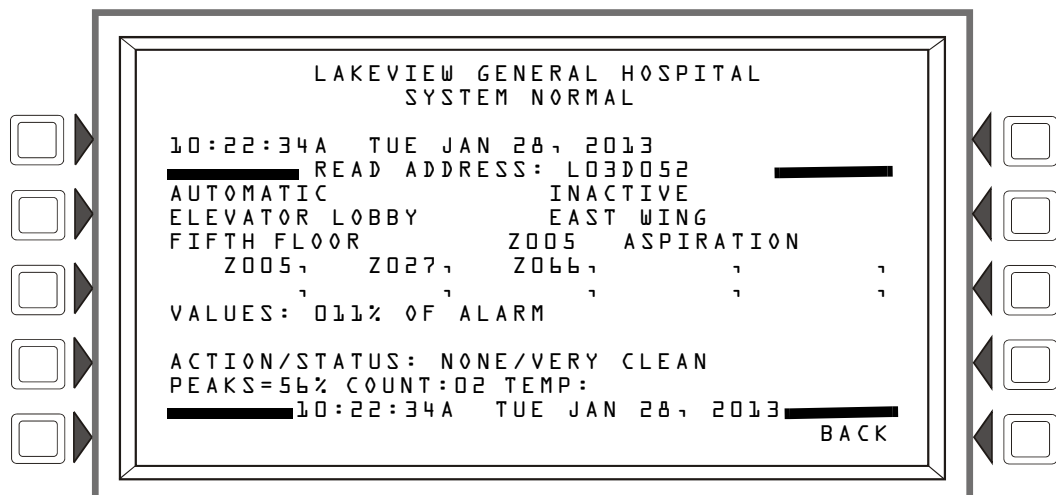 LAKEVIEW GENERAL HOSPITAL
SYSTEM NORMAL
10:22:34A TUE JAN 28, 2013
READ ADDRESS: L03D052
AUTOMATIC INACTIVE
ELEVATOR LOBBY EAST WING
FIFTH FLOOR Z005 ASPIRATION
Z005, Z027, Z066, , ,
, , , , ,
VALUES: 011% OF ALARM
ACTION/STATUS: NONE/VERY CLEAN
PEAKS=56% COUNT:02 TEMP:
10:22:34A TUE JAN 28, 2013
BACK